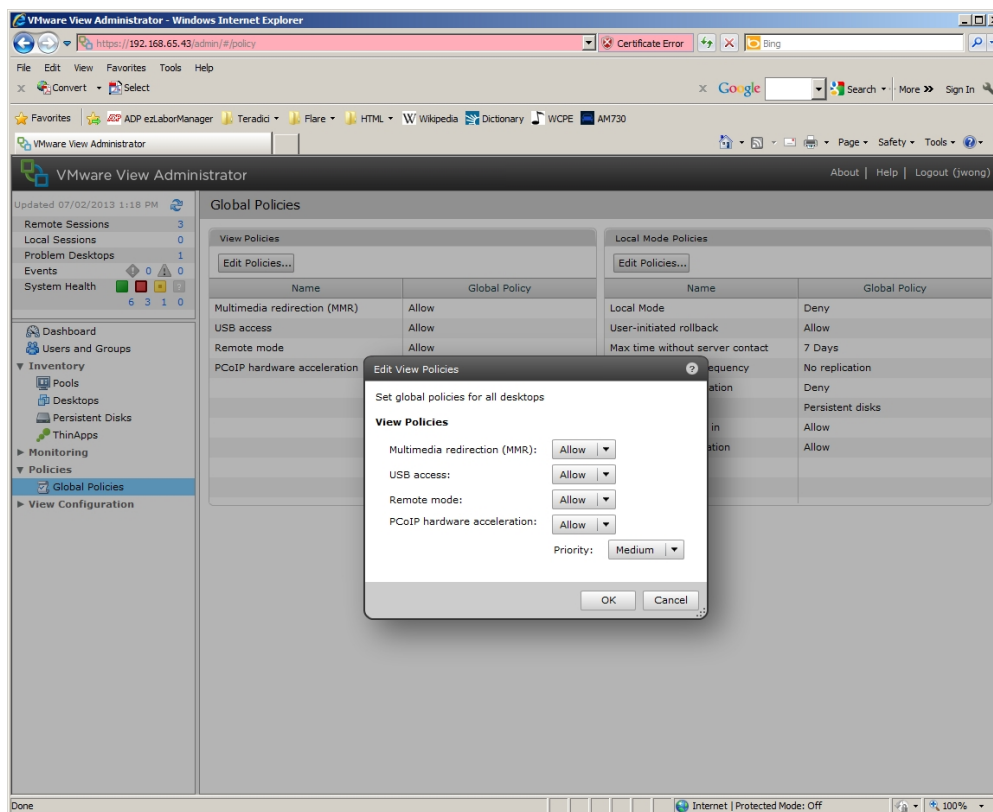 VMware View Administrator - Windows Internet Explorer
https://192.168.65.43/admin/#/policy
Certificate Error
Bing
File Edit View Favorites Tools Help
x Convert Select
x Google Search More >> Sign In
Favorites ADP ezLaborManager Teradici Flare HTML W Wikipedia Dictionary WCPE AM730
VMware View Administrator
Page Safety Tools
VMware View Administrator
About | Help | Logout (jwong)
Updated 07/02/2013 1:18 PM
Remote Sessions 3
Local Sessions 0
Problem Desktops 1
Events 0 0
System Health
6 3 1 0
Dashboard
Users and Groups
Inventory
Pools
Desktops
Persistent Disks
ThinApps
Monitoring
Policies
Global Policies
View Configuration
Global Policies
View Policies
Edit Policies...
Name Global Policy
Multimedia redirection (MMR) Allow
USB access Allow
Remote mode Allow
PCoIP hardware acceleration
Local Mode Policies
Edit Policies...
Name Global Policy
Local Mode Deny
User-initiated rollback Allow
Max time without server contact 7 Days
equency No replication
ation Deny
Persistent disks
in Allow
ation Allow
Edit View Policies
?
Set global policies for all desktops
View Policies
Multimedia redirection (MMR): Allow
USB access: Allow
Remote mode: Allow
PCoIP hardware acceleration: Allow
Priority: Medium
OK Cancel
Done
Internet | Protected Mode: Off
100%